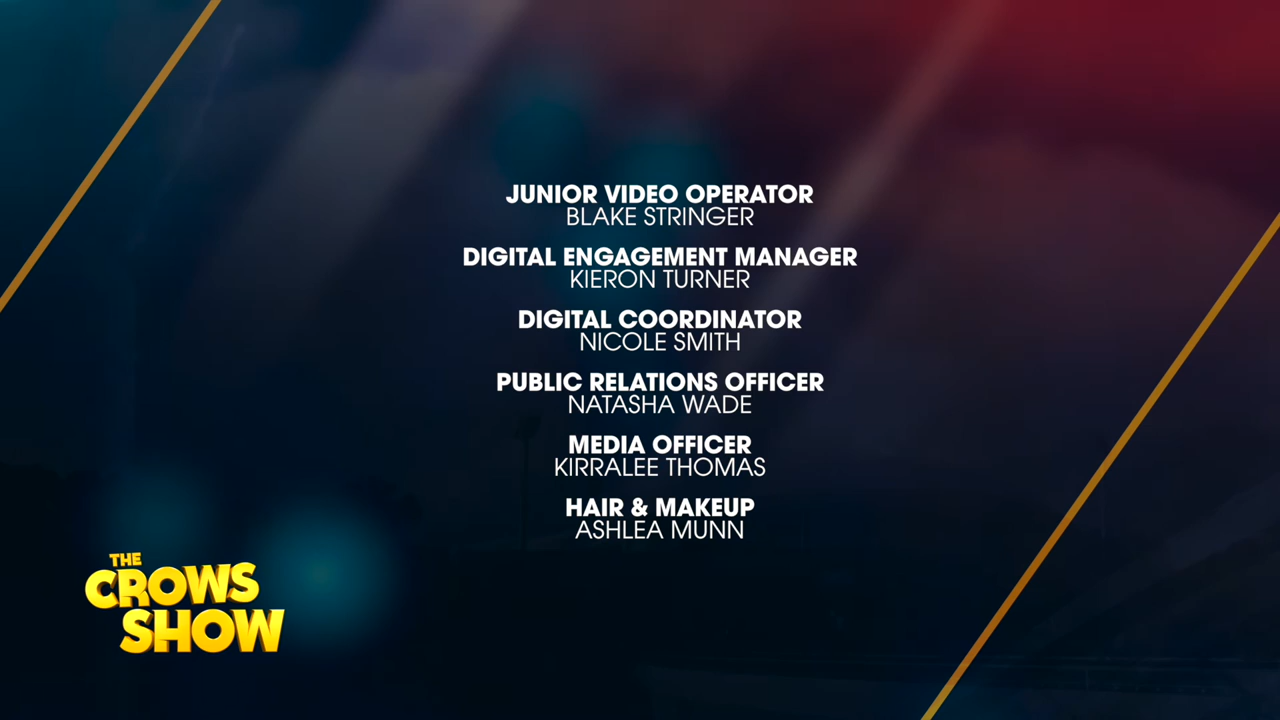 JUNIOR VIDEO OPERATOR
BLAKE STRINGER
DIGITAL ENGAGEMENT MANAGER
KIERON TURNER
DIGITAL COORDINATOR
NICOLE SMITH
PUBLIC RELATIONS OFFICER
NATASHA WADE
MEDIA OFFICER
KIRRALEE THOMAS
HAIR & MAKEUP
ASHLEA MUNN
THE
CROWS
SHOW